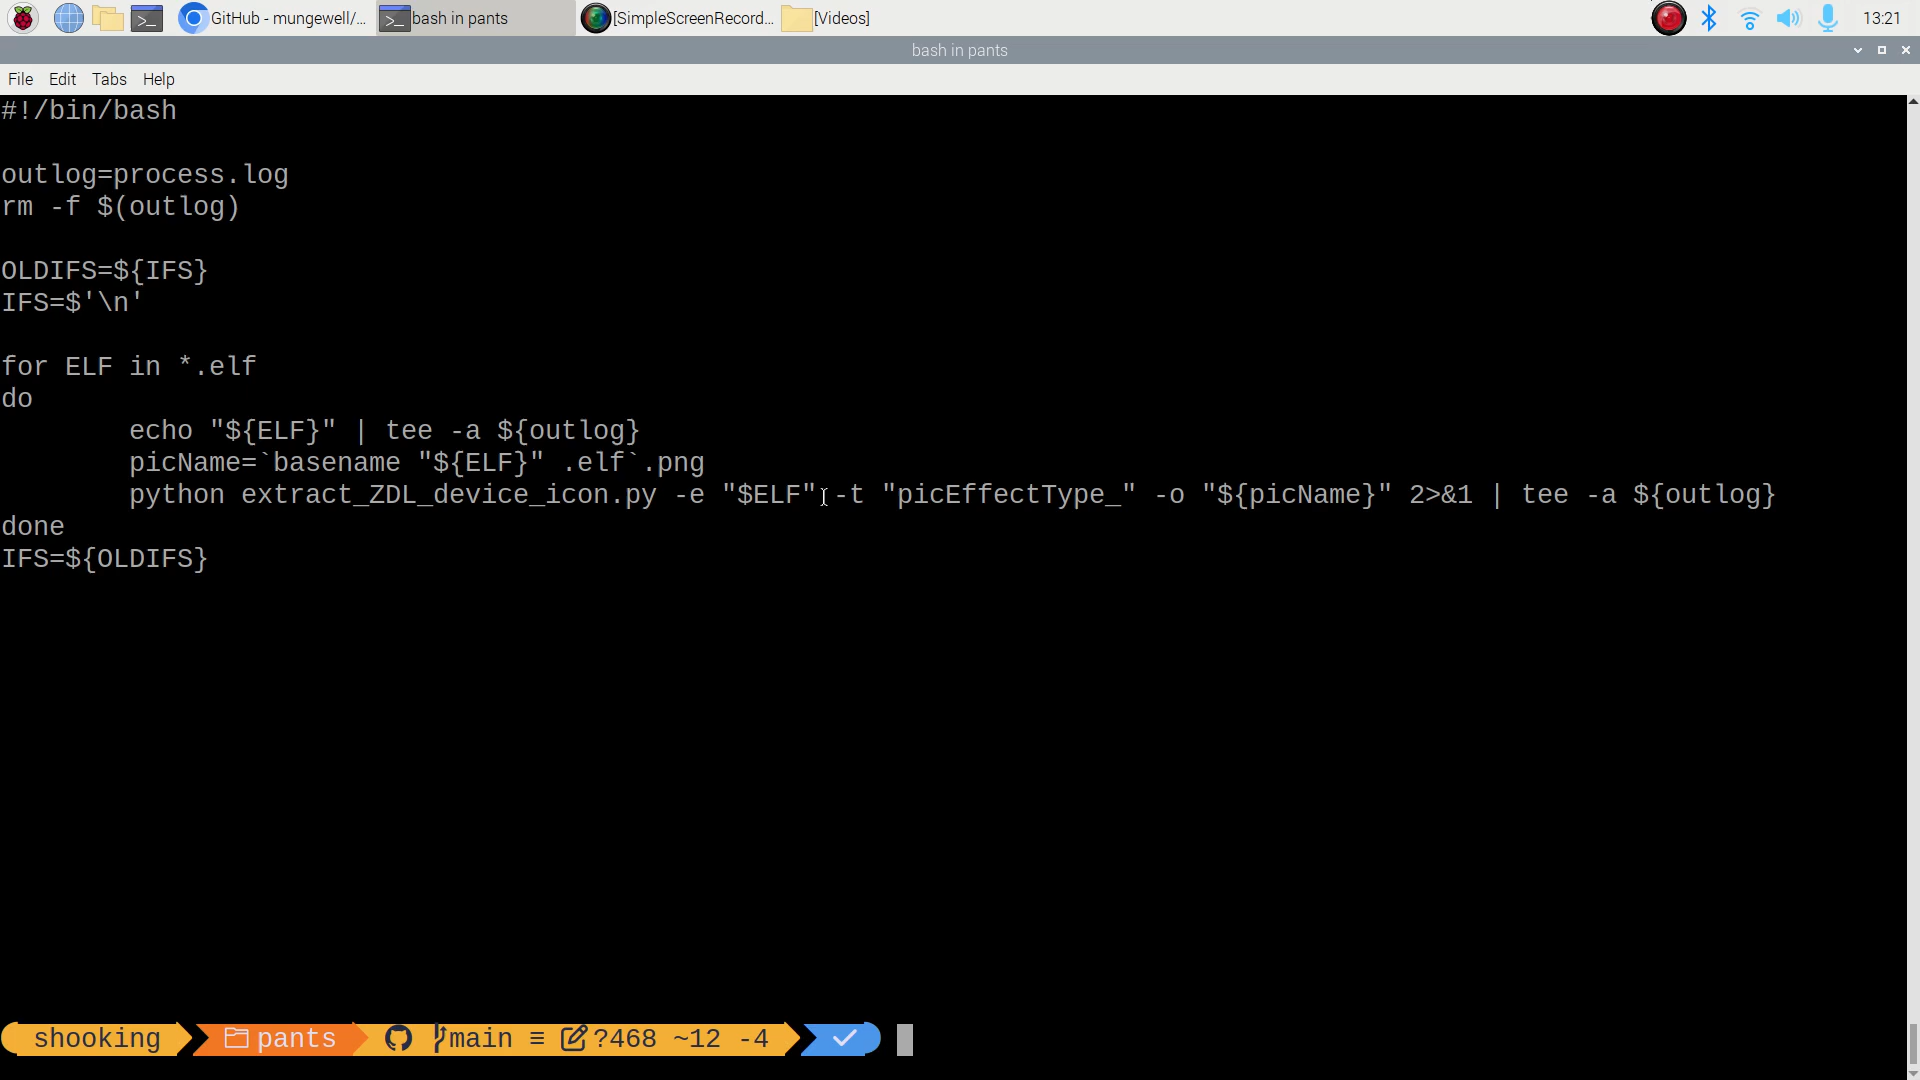 GitHub - mungewell/... bash in pants [SimpleScreenRecord... [Videos] 13:21
bash in pants
File Edit Tabs Help
#!/bin/bash
outlog=process.log
rm -f $(outlog)
OLDIFS=${IFS}
IFS=$'\n'
for ELF in *.elf
do
echo "${ELF}" | tee -a ${outlog}
picName=`basename "${ELF}" .elf`.png
python extract_ZDL_device_icon.py -e "$ELF" -t "picEffectType_" -o "${picName}" 2>&1 | tee -a ${outlog}
done
IFS=${OLDIFS}
shooking pants main ≡ ?468 ~12 -4